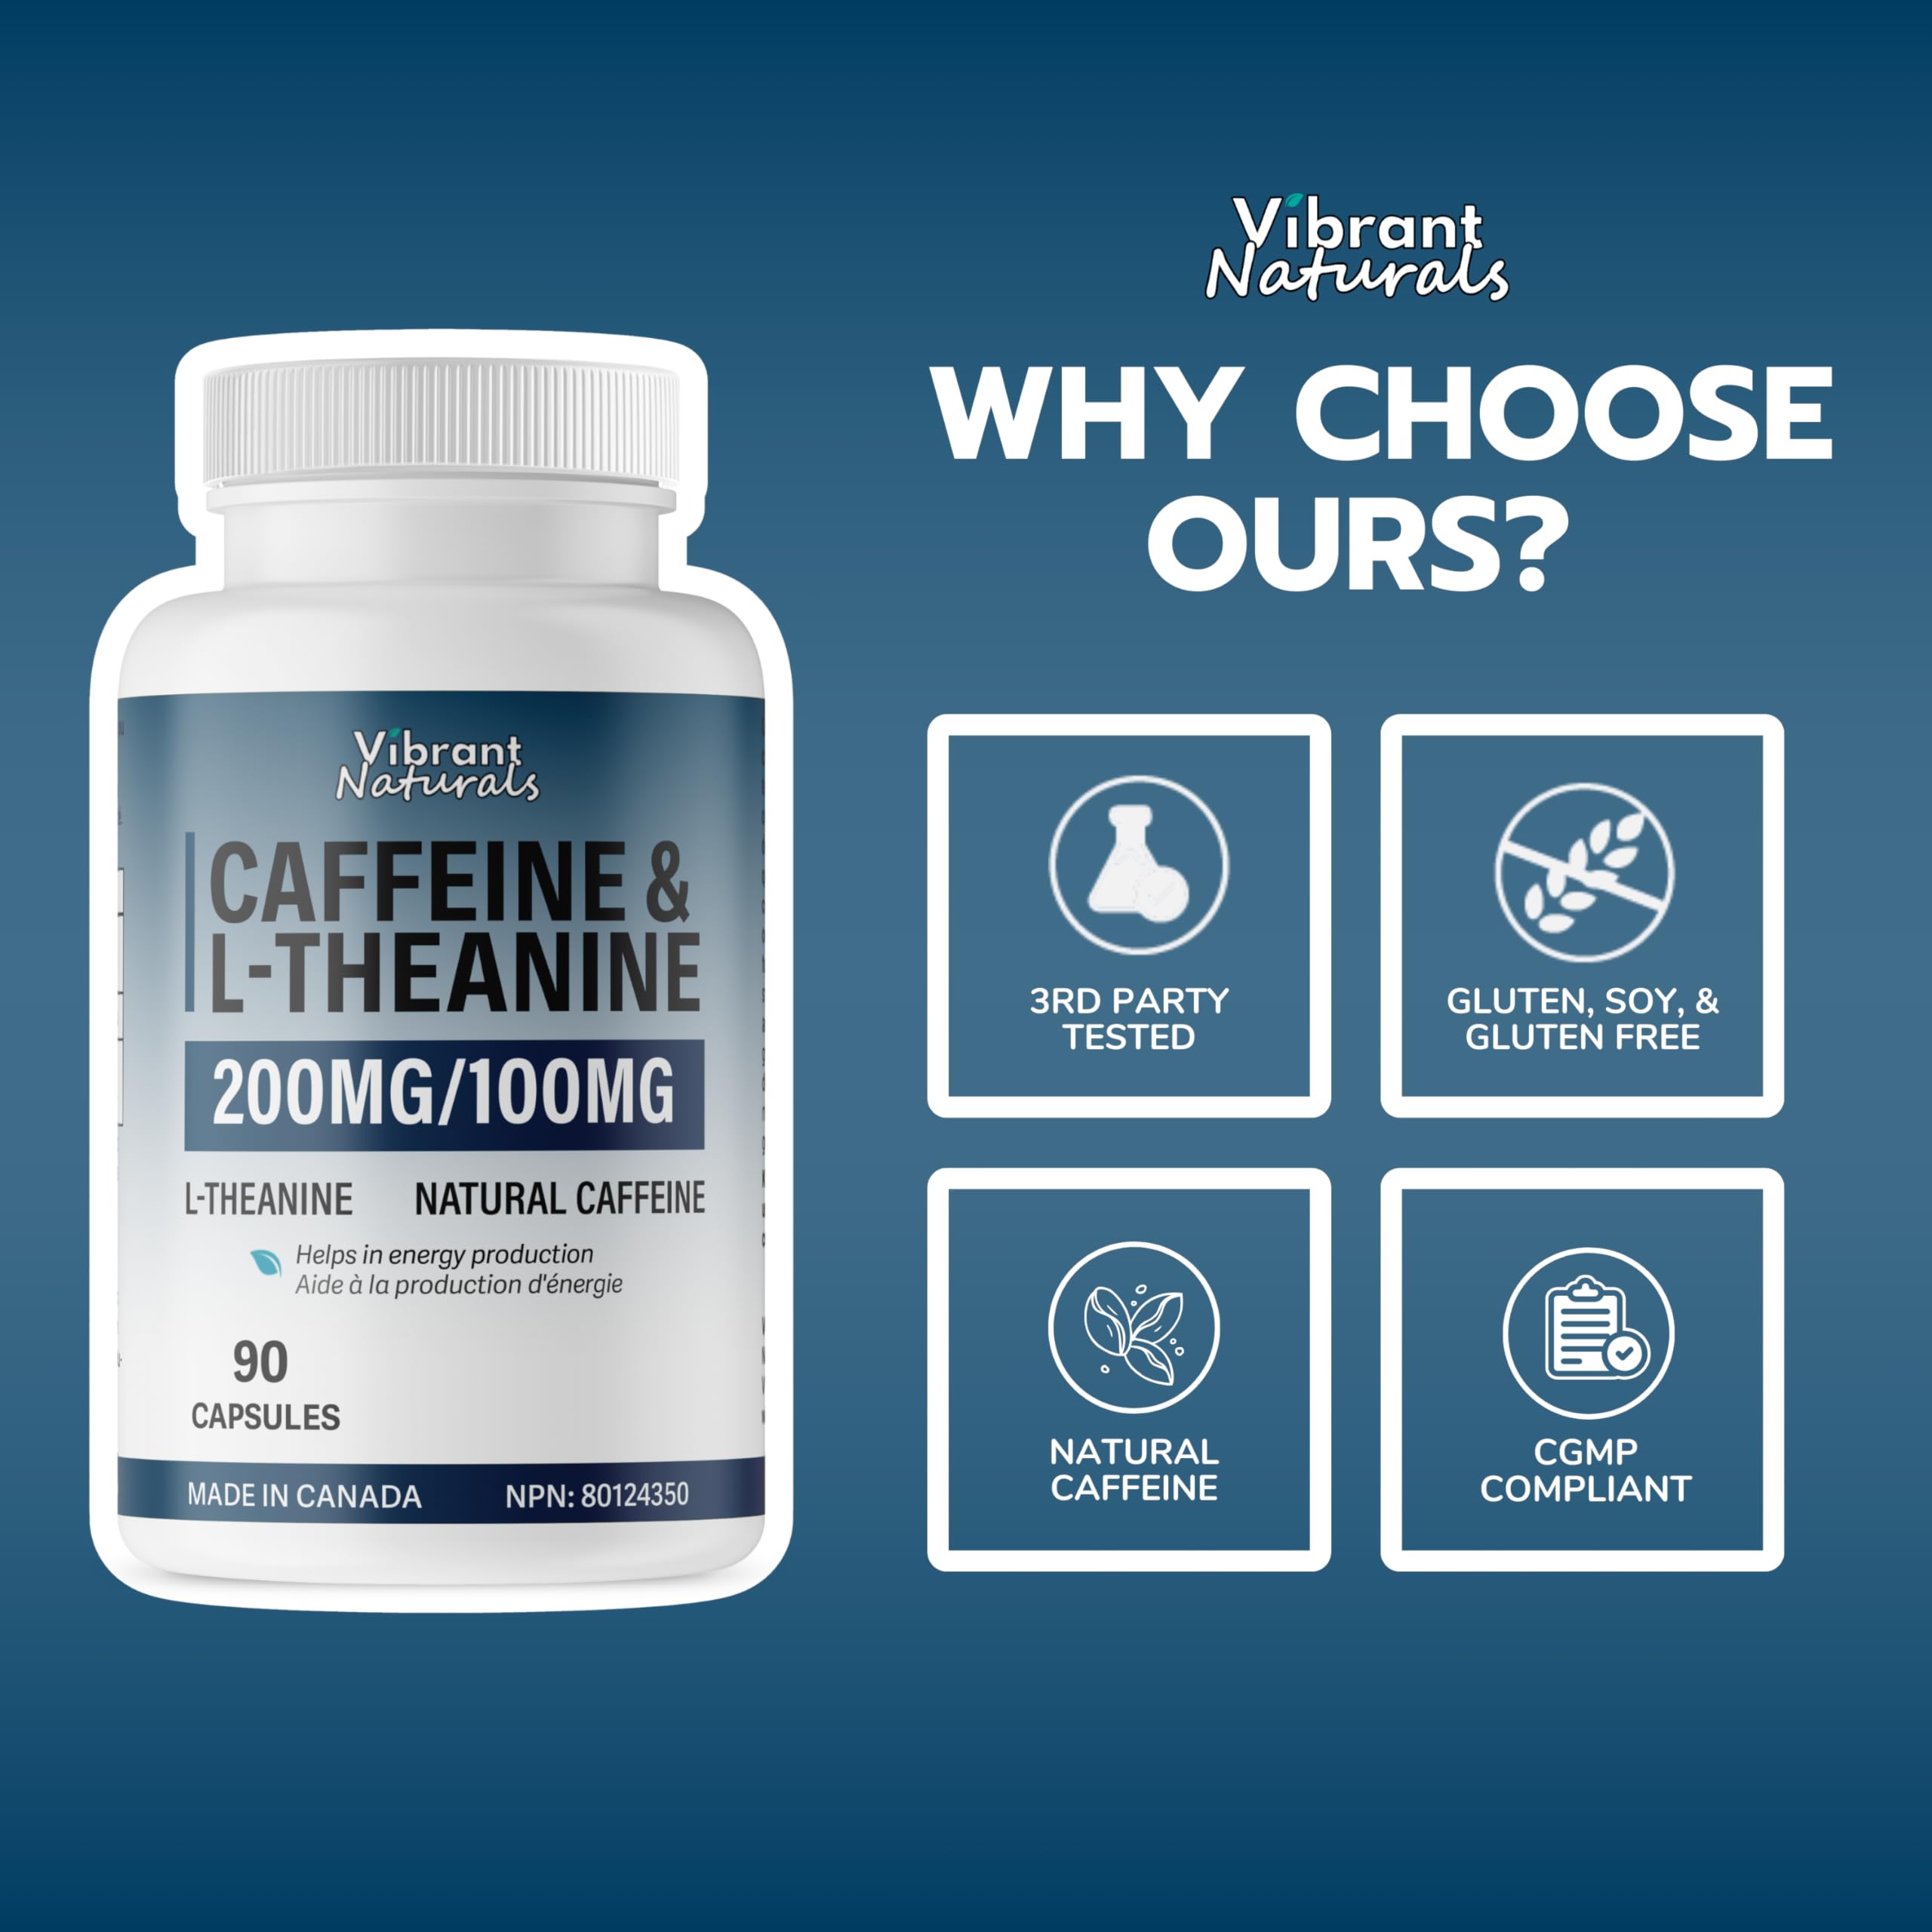 Vibrant
Naturals
WHY CHOOSE
OURS?
Vibrant
Naturals
CAFFEINE &
L-THEANINE
200MG/100MG
L-THEANINE NATURAL CAFFEINE
Helps in energy production
Aide à la production d'énergie
90
CAPSULES
MADE IN CANADA NPN: 80124350
3RD PARTY
TESTED
GLUTEN, SOY, &
GLUTEN FREE
NATURAL
CAFFEINE
CGMP
COMPLIANT